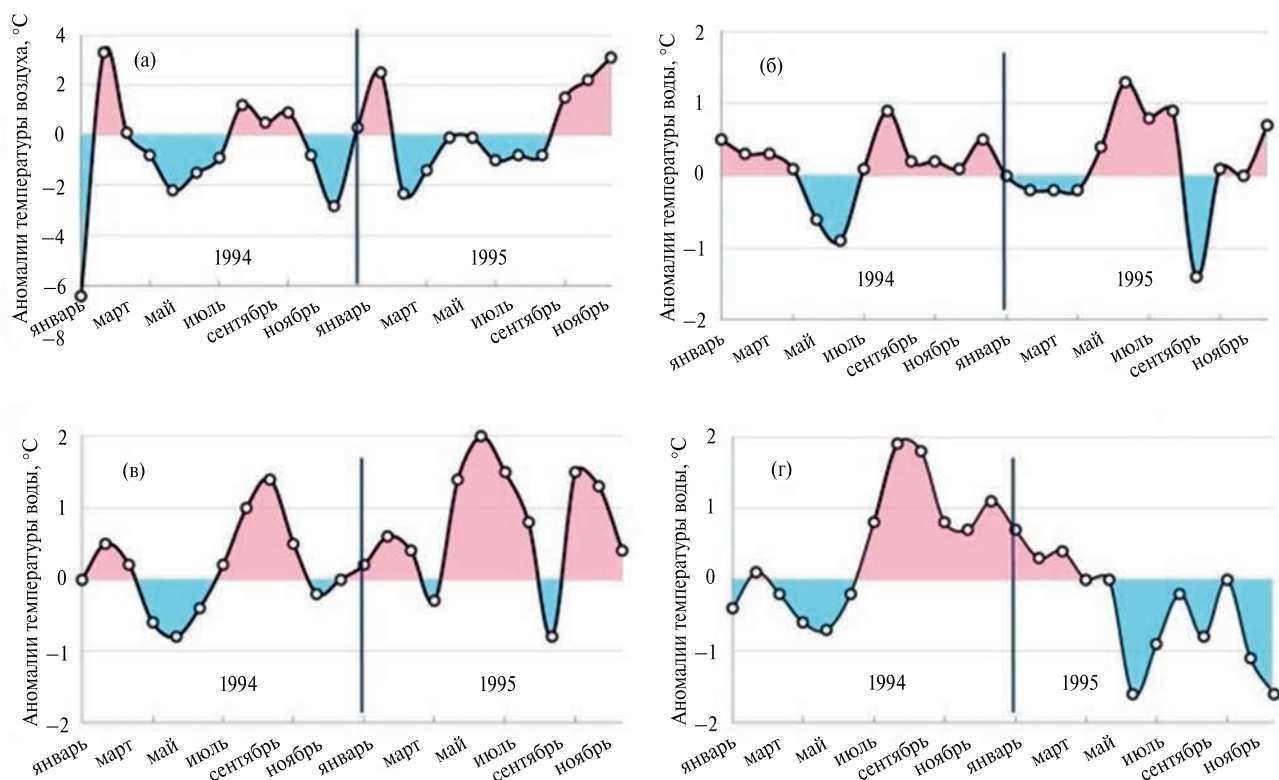 Аномалии температуры воздуха, °C
4
2
0
−2
−4
−6
−8
(а)
1994
1995
январь
март
май
июль
сентябрь
ноябрь
январь
март
май
июль
сентябрь
ноябрь
Аномалии температуры воды, °C
2
1
0
−1
−2
(б)
1994
1995
январь
март
май
июль
сентябрь
ноябрь
январь
март
май
июль
сентябрь
ноябрь
Аномалии температуры воды, °C
2
1
0
−1
−2
(в)
1994
1995
январь
март
май
июль
сентябрь
ноябрь
январь
март
май
июль
сентябрь
ноябрь
Аномалии температуры воды, °C
2
1
0
−1
−2
(г)
1994
1995
январь
март
май
июль
сентябрь
ноябрь
январь
март
май
июль
сентябрь
ноябрь